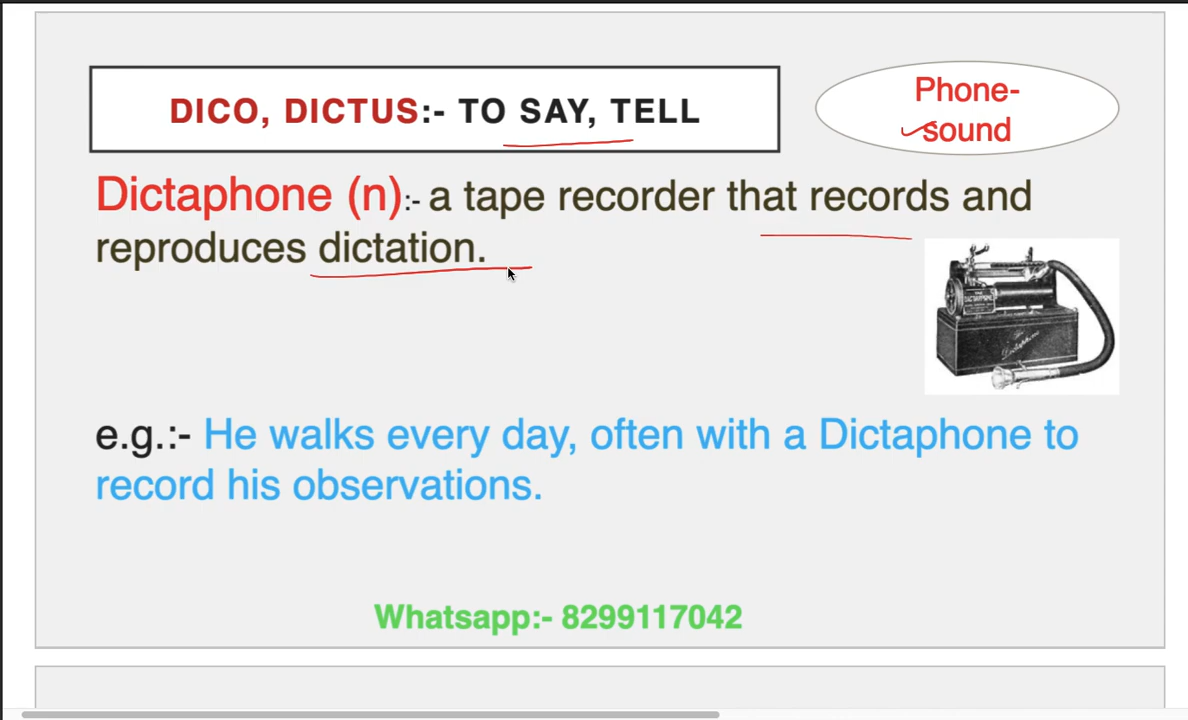 DICO, DICTUS:- TO SAY, TELL
Phone-
sound
Dictaphone (n):- a tape recorder that records and
reproduces dictation.
e.g.:- He walks every day, often with a Dictaphone to
record his observations.
Whatsapp:- 8299117042